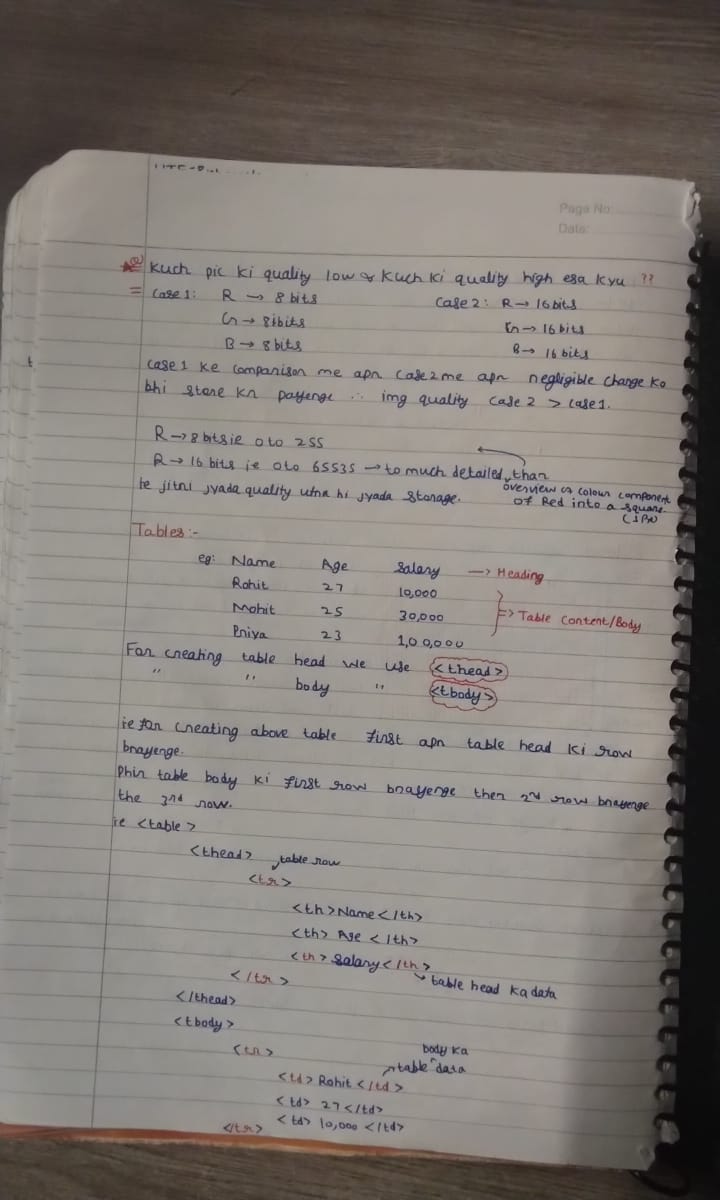 Page No:
Date:
Q) Kuch pic ki quality low & kuch ki quality high esa kyu ??
= Case 1: R → 8 bits Case 2: R → 16 bits
G → 8 bits G → 16 bits
B → 8 bits B → 16 bits
Case 1 ke comparison me apn case 2 me apn negligible change ko
bhi store kr payenge ∴ img quality case 2 > case 1.
R → 8 bits ie 0 to 255
R → 16 bits ie 0 to 65535 → to much detailed than
overview of colour component
of Red into a square
(1px)
ie jitni jyada quality utna hi jyada storage.
Tables :-
eg: Name Age Salary → Heading
Rohit 27 10,000
Mohit 25 30,000 => Table Content/Body
Priya 23 1,00,000
For creating table head we use <thead>
" " body " <tbody>
ie for creating above table first apn table head ki row
bnayenge.
Phir table body ki first row bnayenge then 2nd row bnayenge
the 3rd row.
ie <table>
<thead> table row
<tr>
<th> Name </th>
<th> Age </th>
<th> Salary </th>
</tr> table head ka data
</thead>
<tbody>
<tr> body ka
table data
<td> Rohit </td>
<td> 27 </td>
<td> 10,000 </td>
</tr>